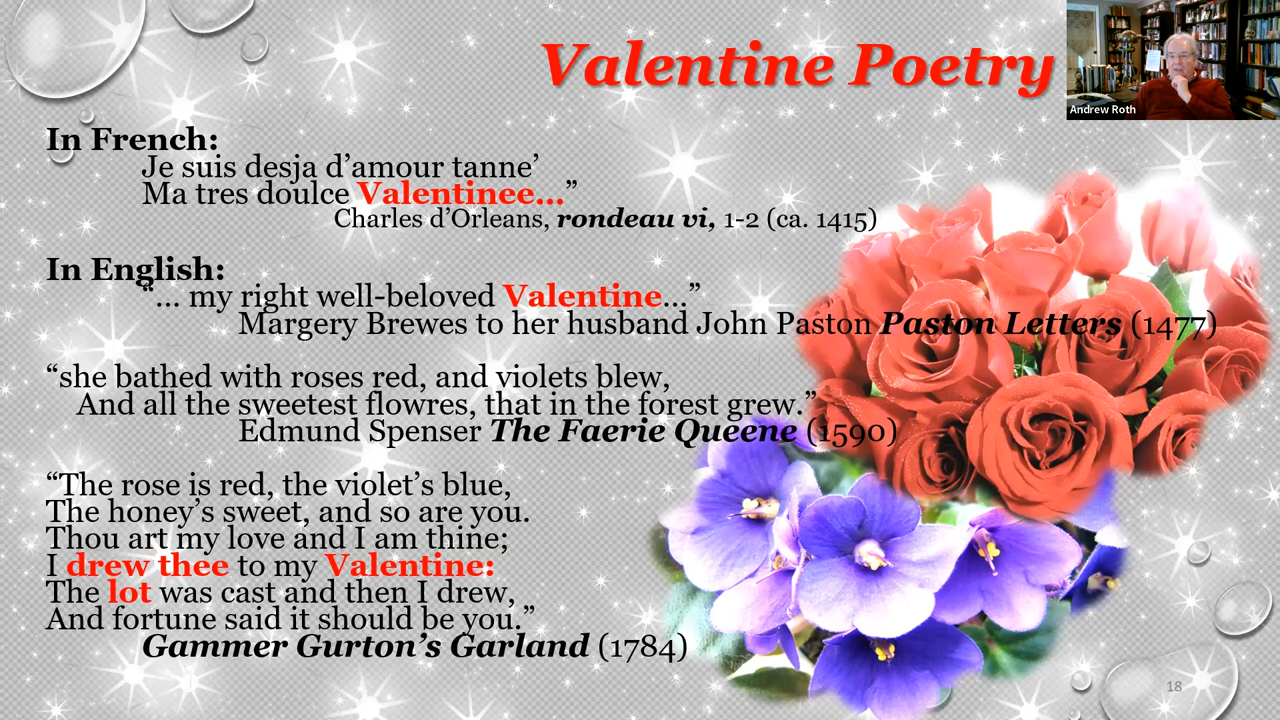 Valentine Poetry
Andrew Roth
In French:
Je suis desja d’amour tanne’
Ma tres doulce Valentinee…”
Charles d’Orleans, rondeau vi, 1-2 (ca. 1415)
In English:
“… my right well-beloved Valentine…”
Margery Brewes to her husband John Paston Paston Letters (1477)
“she bathed with roses red, and violets blew,
And all the sweetest flowres, that in the forest grew.”
Edmund Spenser The Faerie Queene (1590)
“The rose is red, the violet’s blue,
The honey’s sweet, and so are you.
Thou art my love and I am thine;
I drew thee to my Valentine:
The lot was cast and then I drew,
And fortune said it should be you.”
Gammer Gurton’s Garland (1784)
18